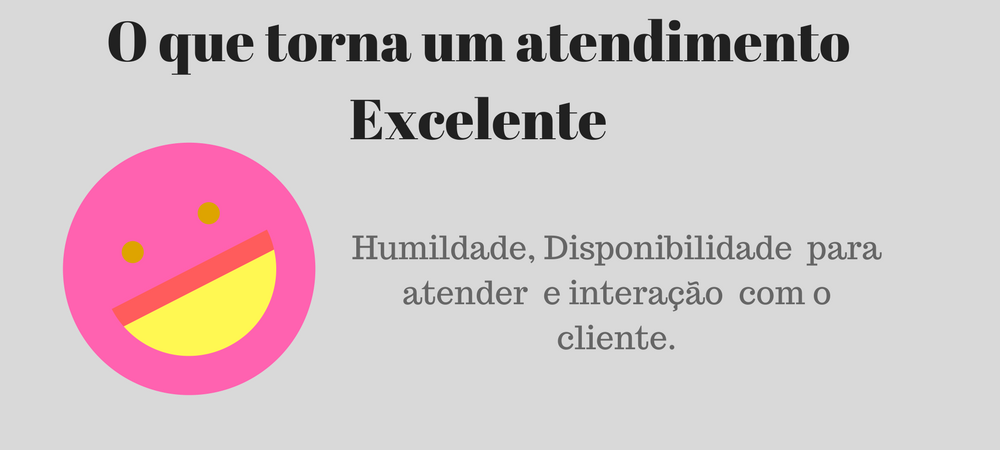 O que torna um atendimento
Excelente
Humildade, Disponibilidade para
atender e interação com o
cliente.